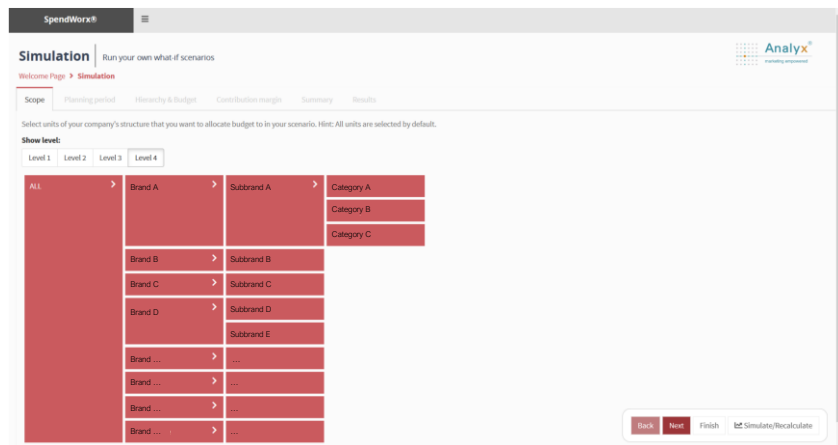 SpendWorx®
Simulation
Run your own what-if scenarios
Analyx®
marketing empowered
Welcome Page > Simulation
Scope Planning period Hierarchy & Budget Contribution margin Summary Results
Select units of your company's structure that you want to allocate budget to in your scenario. Hint: All units are selected by default.
Show level:
Level 1 Level 2 Level 3 Level 4
ALL Brand A Subbrand A Category A
Category B
Category C
Brand B Subbrand B
Brand C Subbrand C
Brand D Subbrand D
Subbrand E
Brand ... ...
Brand ... ...
Brand ... ...
Brand ... ...
Back Next Finish Simulate/Recalculate